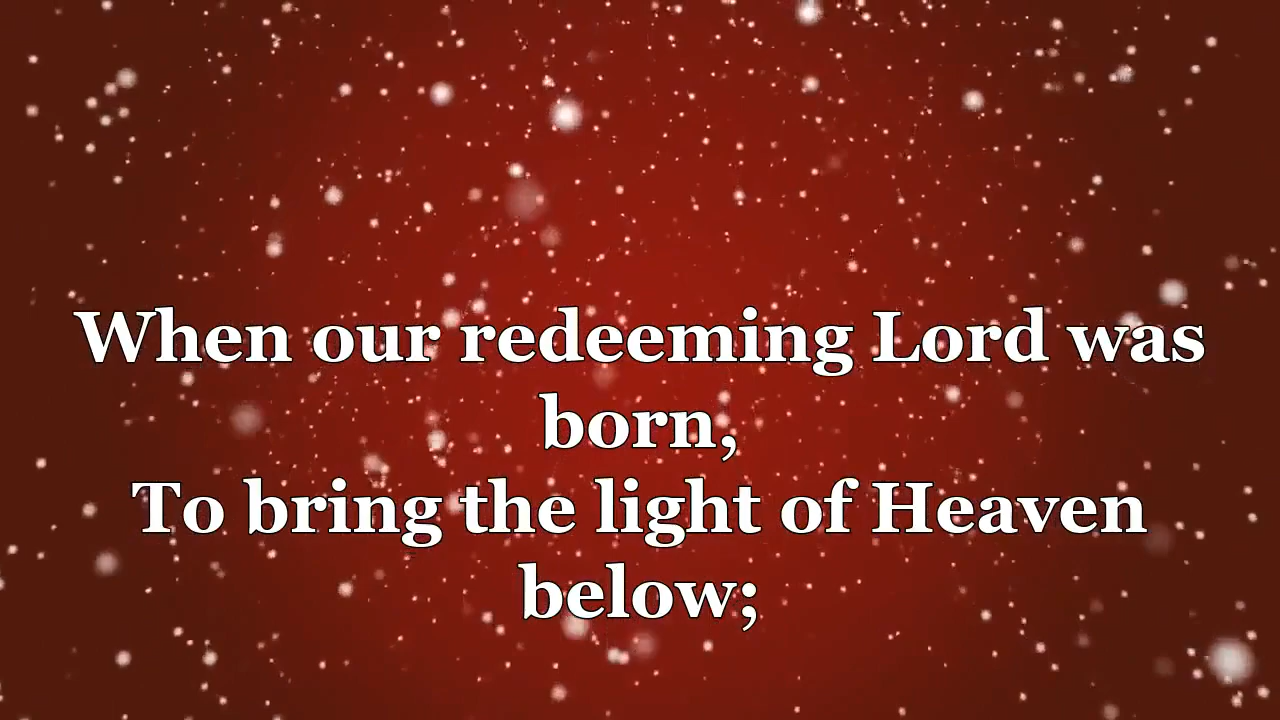 When our redeeming Lord was
born,
To bring the light of Heaven
below;